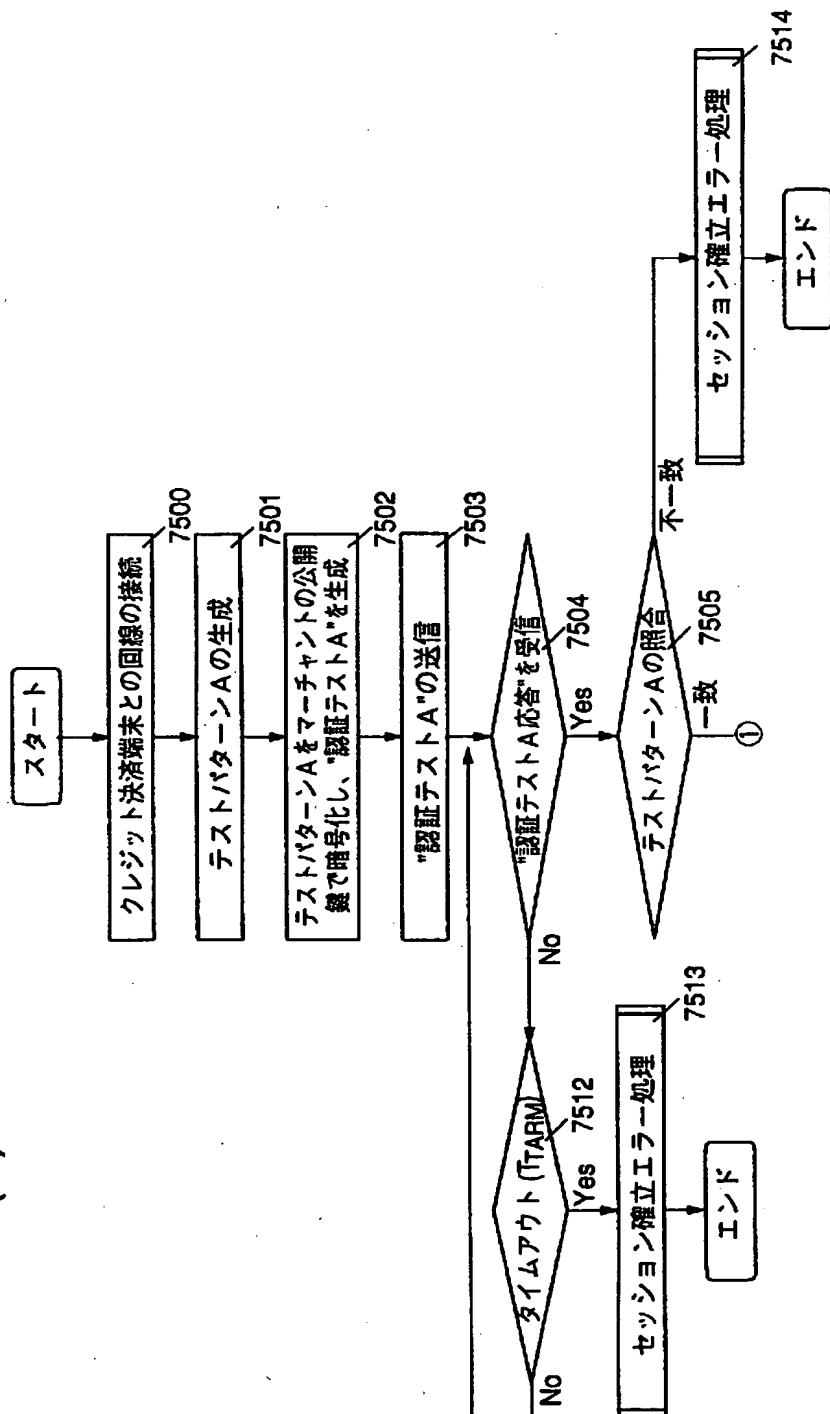 スタート
クレジット決済端末との回線の接続
7500
テストパターンAの生成
7501
テストパターンAをマーチャントの公開
鍵で暗号化し、"認証テストA"を生成
7502
"認証テストA"の送信
7503
"認証テストA応答"を受信
7504
No
Yes
タイムアウト(TTARM)
7512
No
Yes
セッション確立エラー処理
7513
エンド
テストパターンAの照合
7505
不一致
一致
①
セッション確立エラー処理
7514
エンド